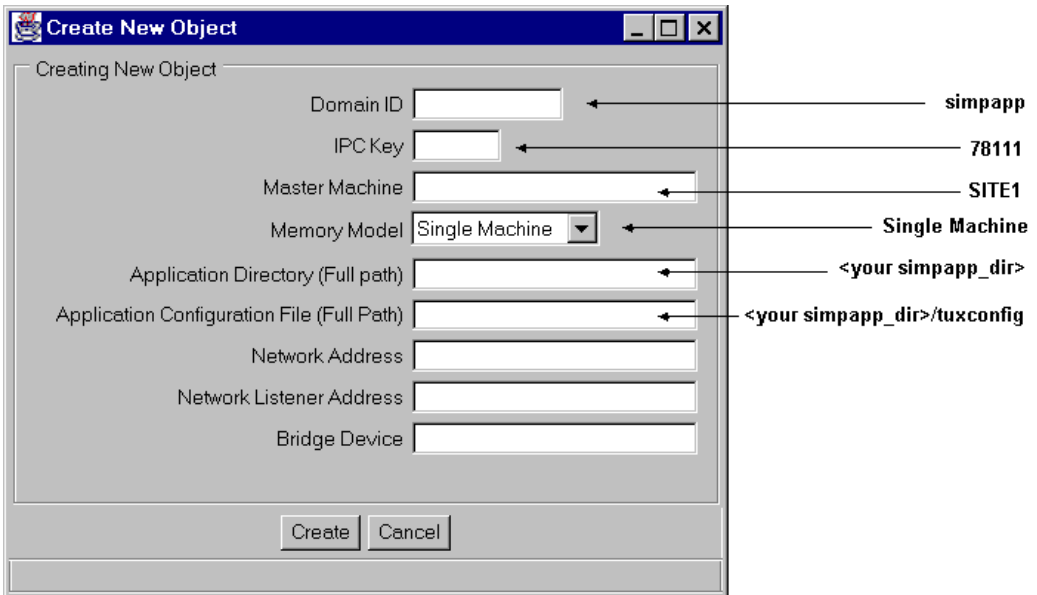 Create New Object
Creating New Object
Domain ID simpapp
IPC Key 78111
Master Machine SITE1
Memory Model Single Machine Single Machine
Application Directory (Full path) <your simpapp_dir>
Application Configuration File (Full Path) <your simpapp_dir>/tuxconfig
Network Address
Network Listener Address
Bridge Device
Create Cancel